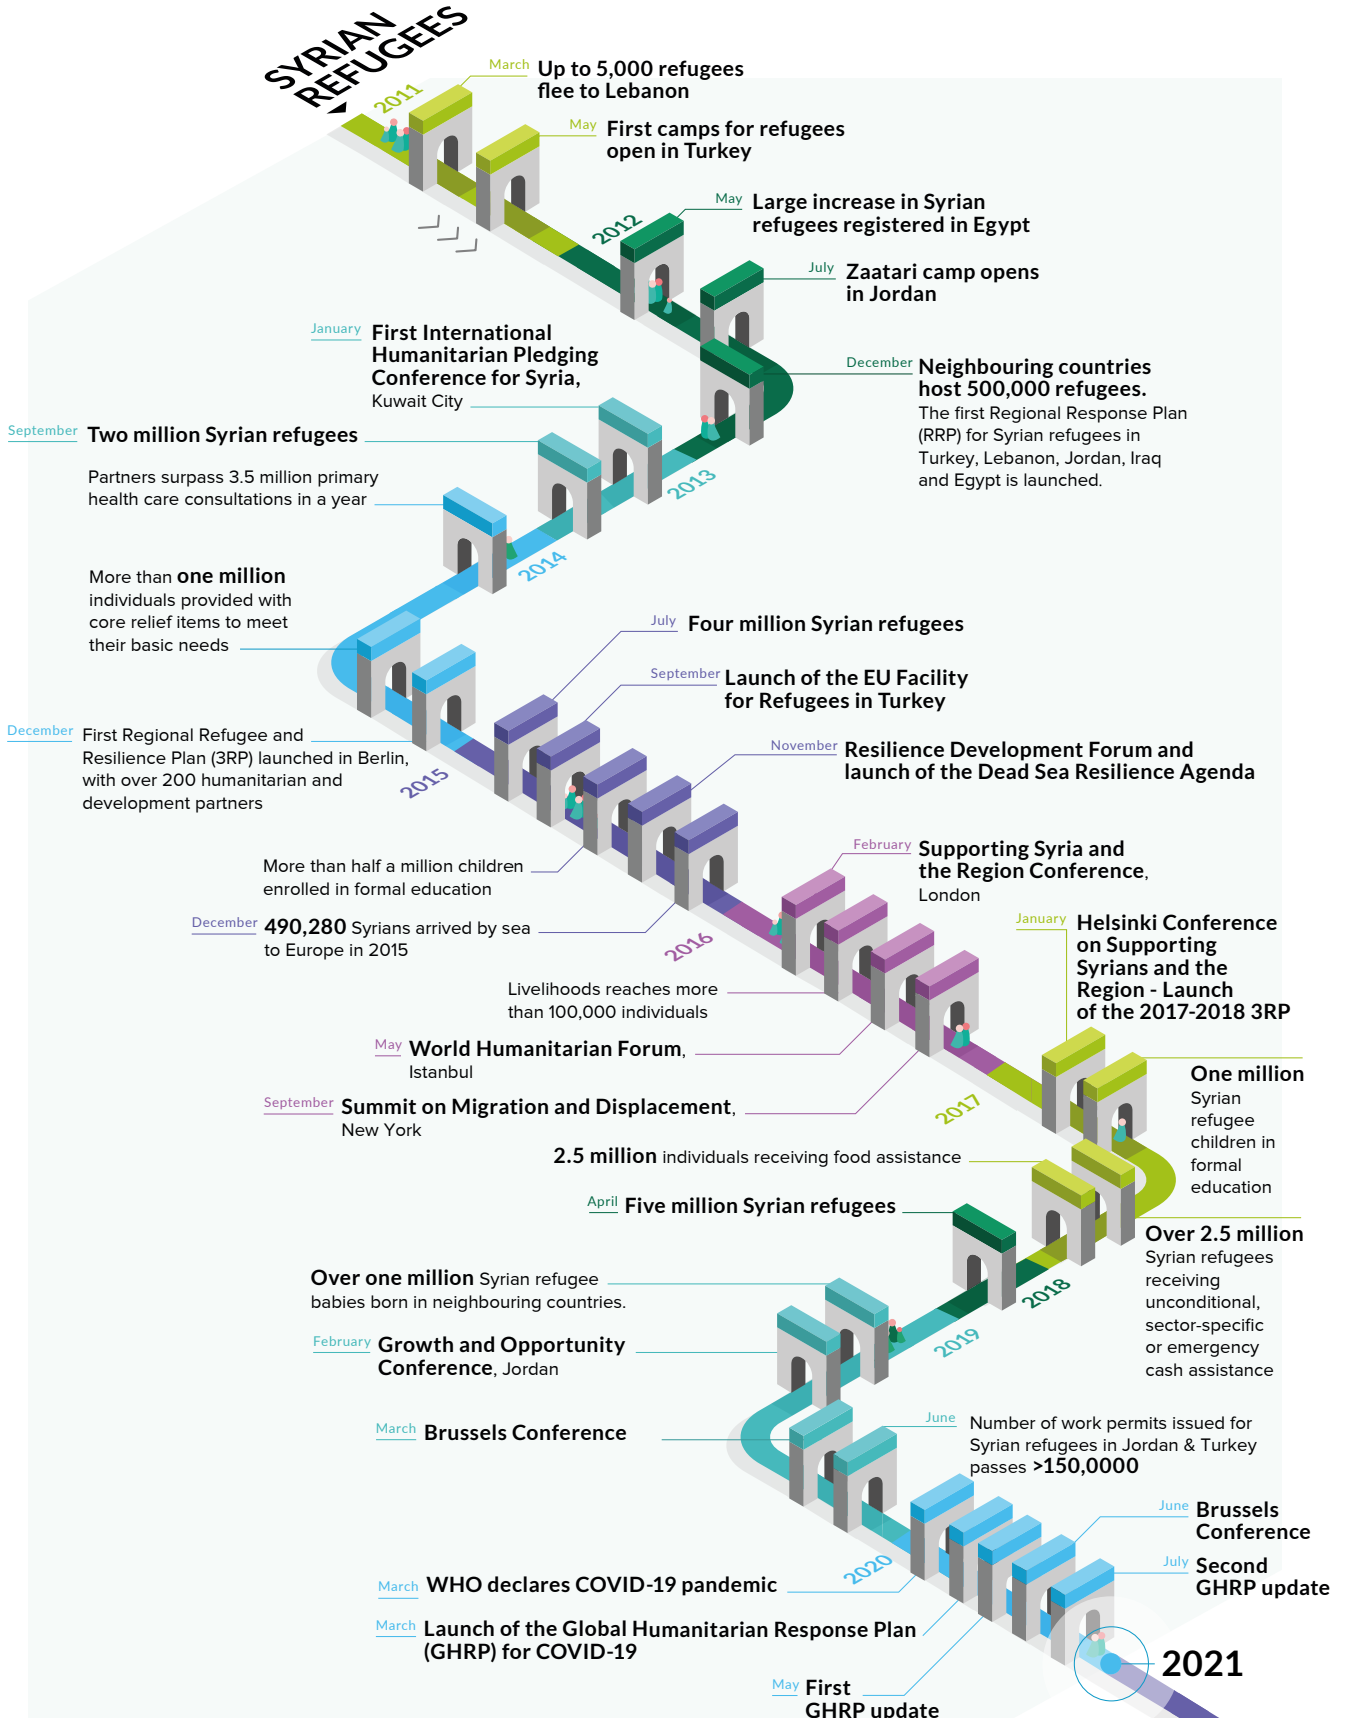 SYRIAN
REFUGEES
2011
March
Up to 5,000 refugees
flee to Lebanon
May
First camps for refugees
open in Turkey
2012
May
Large increase in Syrian
refugees registered in Egypt
July
Zaatari camp opens
in Jordan
December
Neighbouring countries
host 500,000 refugees.
The first Regional Response Plan
(RRP) for Syrian refugees in
Turkey, Lebanon, Jordan, Iraq
and Egypt is launched.
January
First International
Humanitarian Pledging
Conference for Syria,
Kuwait City
2013
September
Two million Syrian refugees
Partners surpass 3.5 million primary
health care consultations in a year
2014
More than one million
individuals provided with
core relief items to meet
their basic needs
December
First Regional Refugee and
Resilience Plan (3RP) launched in Berlin,
with over 200 humanitarian and
development partners
2015
July
Four million Syrian refugees
September
Launch of the EU Facility
for Refugees in Turkey
November
Resilience Development Forum and
launch of the Dead Sea Resilience Agenda
More than half a million children
enrolled in formal education
December
490,280 Syrians arrived by sea
to Europe in 2015
2016
February
Supporting Syria and
the Region Conference,
London
Livelihoods reaches more
than 100,000 individuals
May
World Humanitarian Forum,
Istanbul
September
Summit on Migration and Displacement,
New York
2017
January
Helsinki Conference
on Supporting
Syrians and the
Region - Launch
of the 2017-2018 3RP
One million
Syrian
refugee
children in
formal
education
2.5 million individuals receiving food assistance
Over 2.5 million
Syrian refugees
receiving
unconditional,
sector-specific
or emergency
cash assistance
April
Five million Syrian refugees
2018
Over one million Syrian refugee
babies born in neighbouring countries.
2019
February
Growth and Opportunity
Conference, Jordan
March
Brussels Conference
June
Number of work permits issued for
Syrian refugees in Jordan & Turkey
passes >150,0000
2020
March
WHO declares COVID-19 pandemic
March
Launch of the Global Humanitarian Response Plan
(GHRP) for COVID-19
May
First
GHRP update
June
Brussels
Conference
July
Second
GHRP update
2021